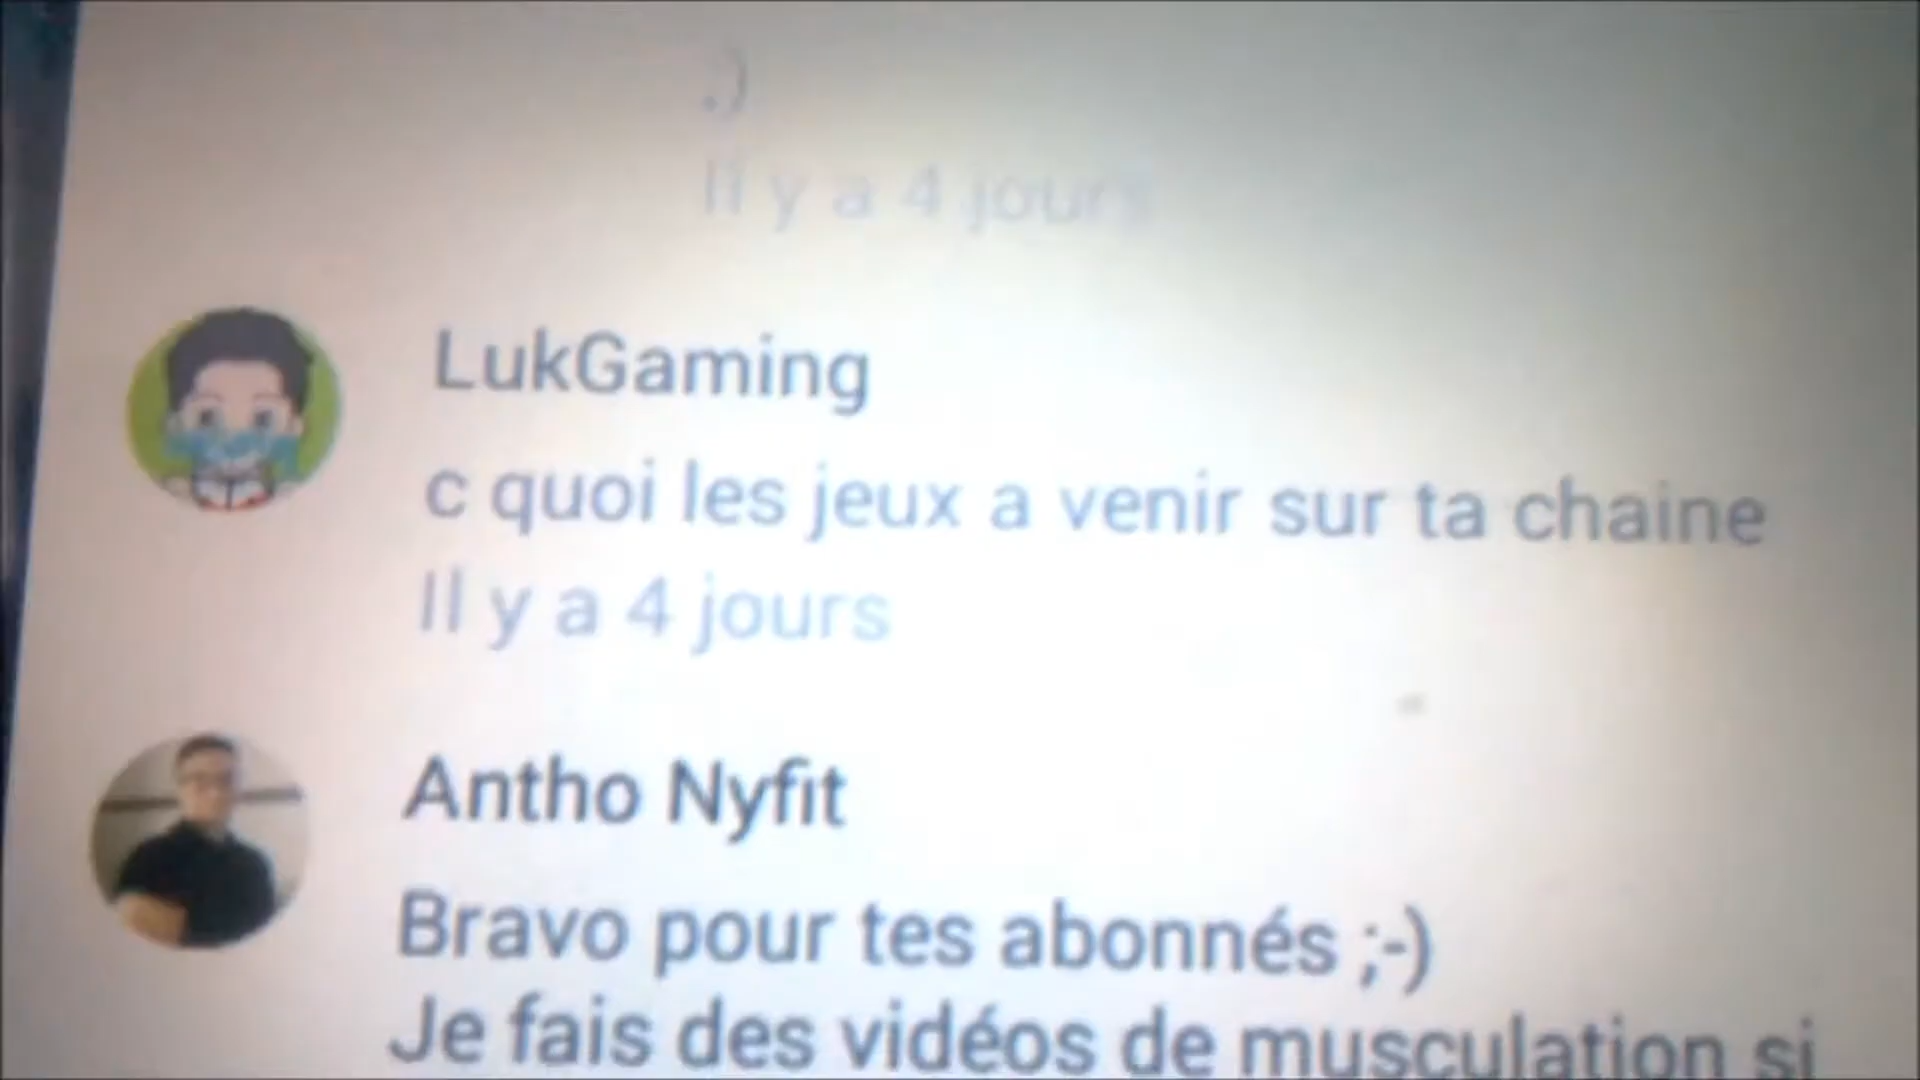 :)
Il y a 4 jours
LukGaming
c quoi les jeux a venir sur ta chaine
Il y a 4 jours
Antho Nyfit
Bravo pour tes abonnés ;-)
Je fais des vidéos de musculation si